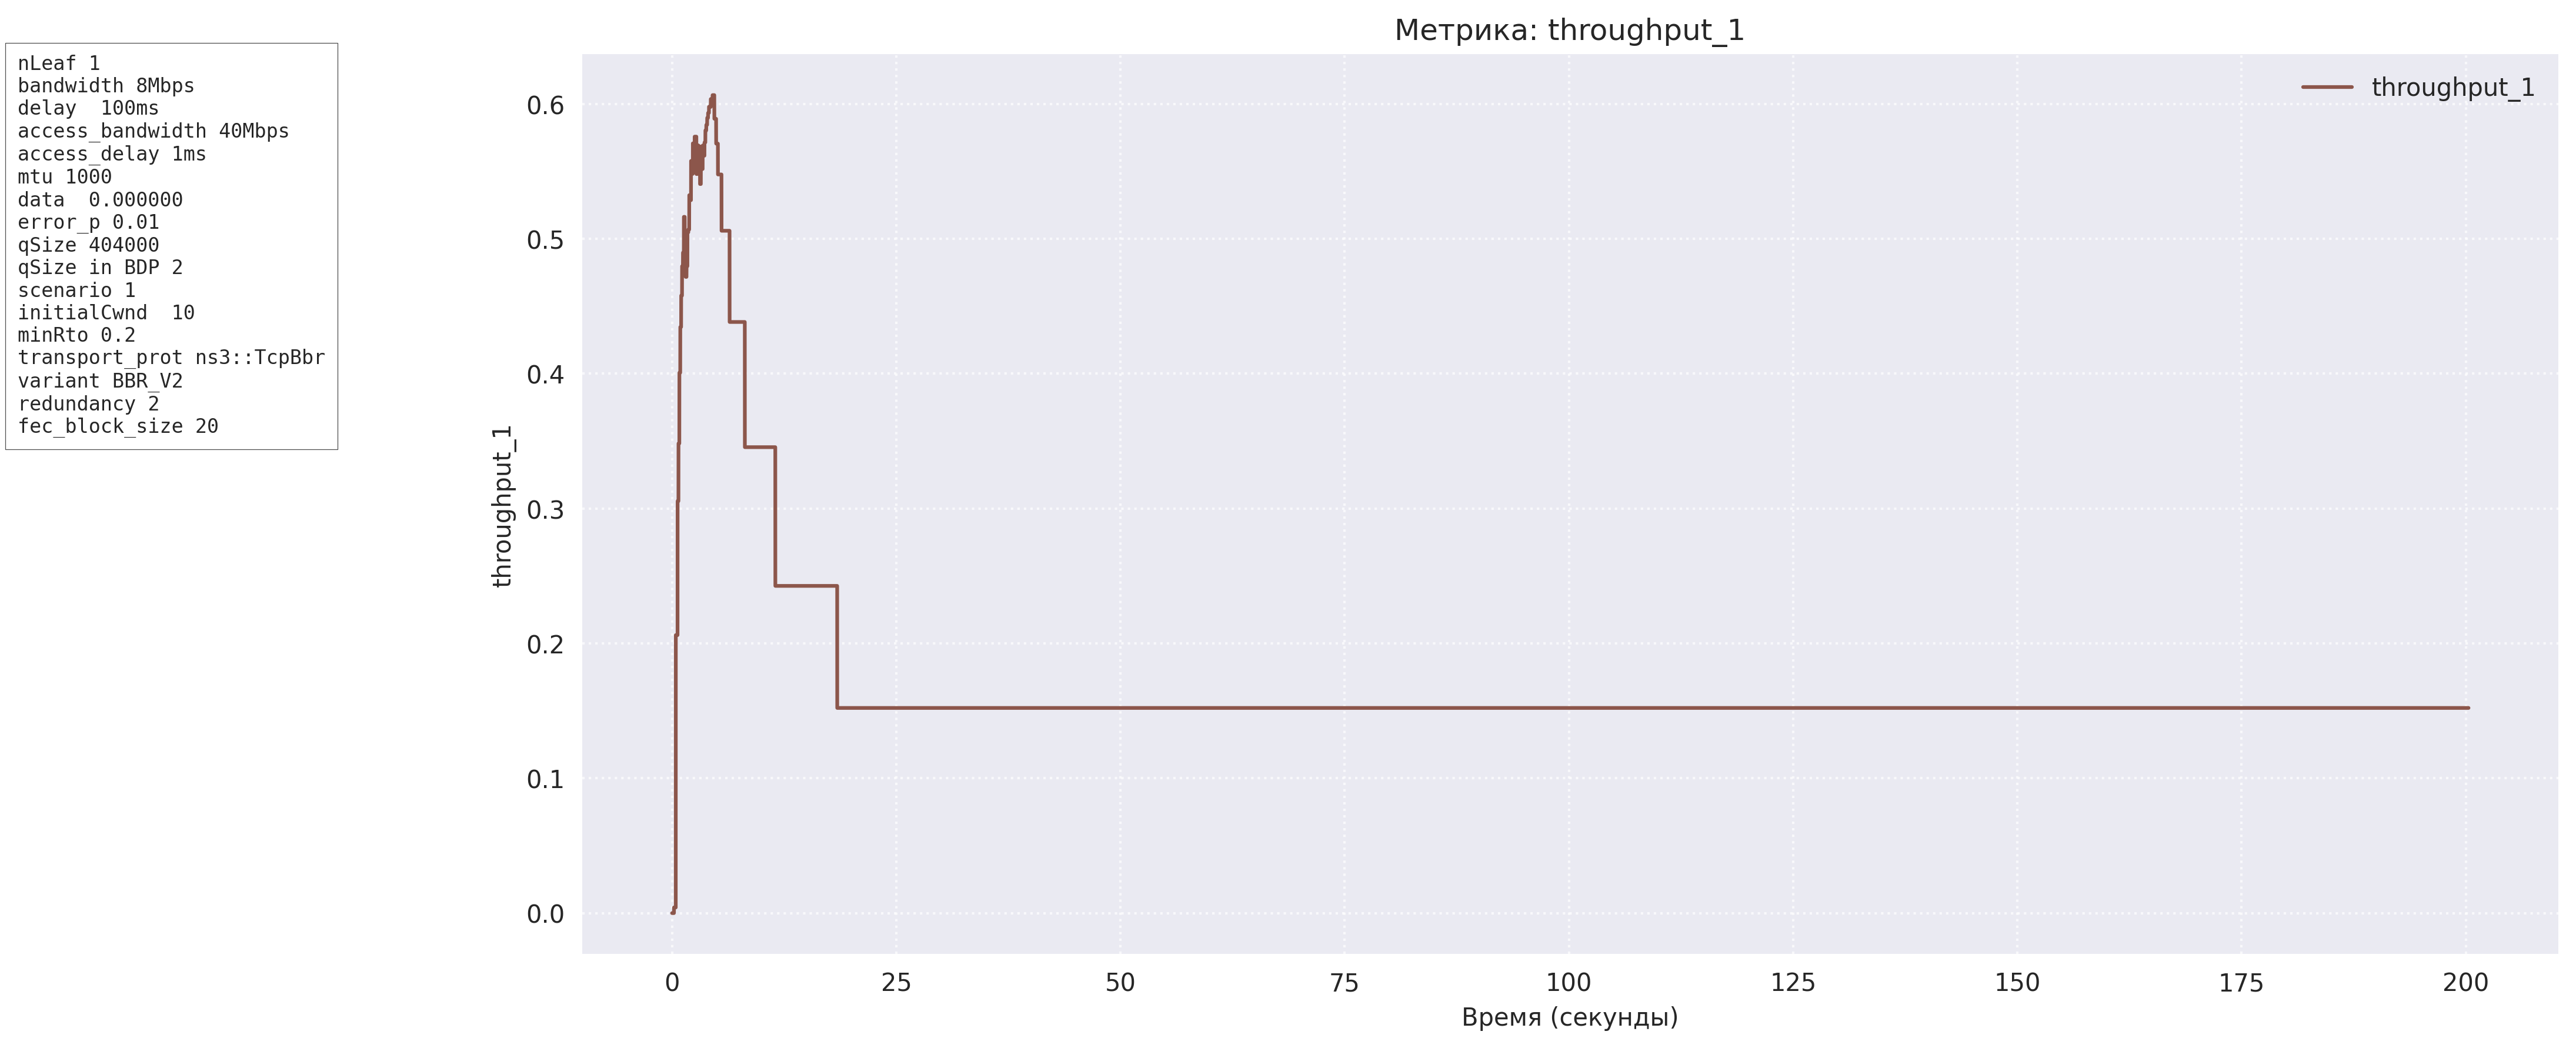 Метрика: throughput_1
nLeaf 1
bandwidth 8Mbps
delay  100ms
access_bandwidth 40Mbps
access_delay 1ms
mtu 1000
data  0.000000
error_p 0.01
qSize 404000
qSize in BDP 2
scenario 1
initialCwnd  10
minRto 0.2
transport_prot ns3::TcpBbr
variant BBR_V2
redundancy 2
fec_block_size 20
throughput_1
throughput_1
0.6
0.5
0.4
0.3
0.2
0.1
0.0
0 25 50 75 100 125 150 175 200
Время (секунды)